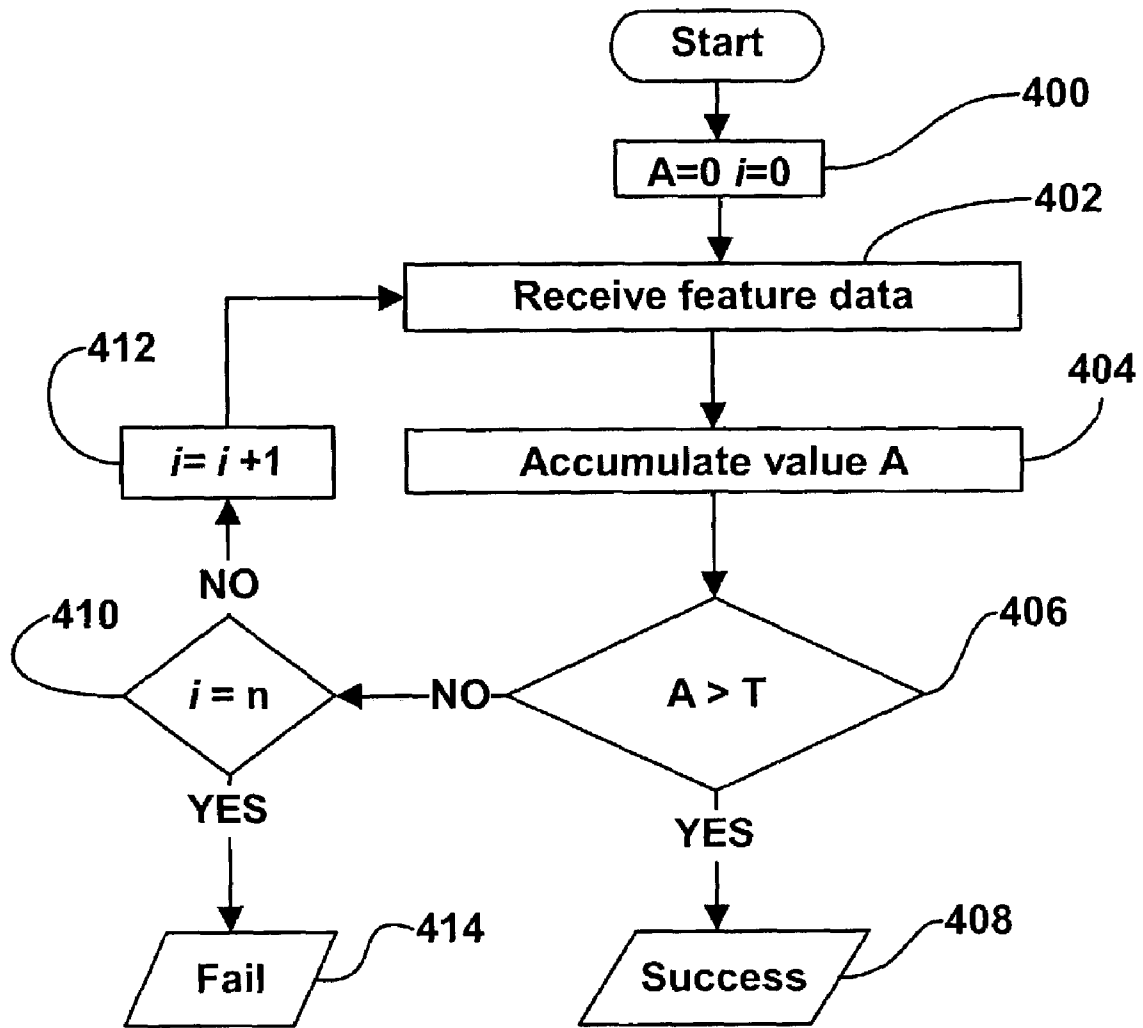 Start
400
A=0 i=0
402
Receive feature data
412
404
i= i +1
Accumulate value A
NO
410
406
i = n
NO
A > T
YES
YES
414
408
Fail
Success